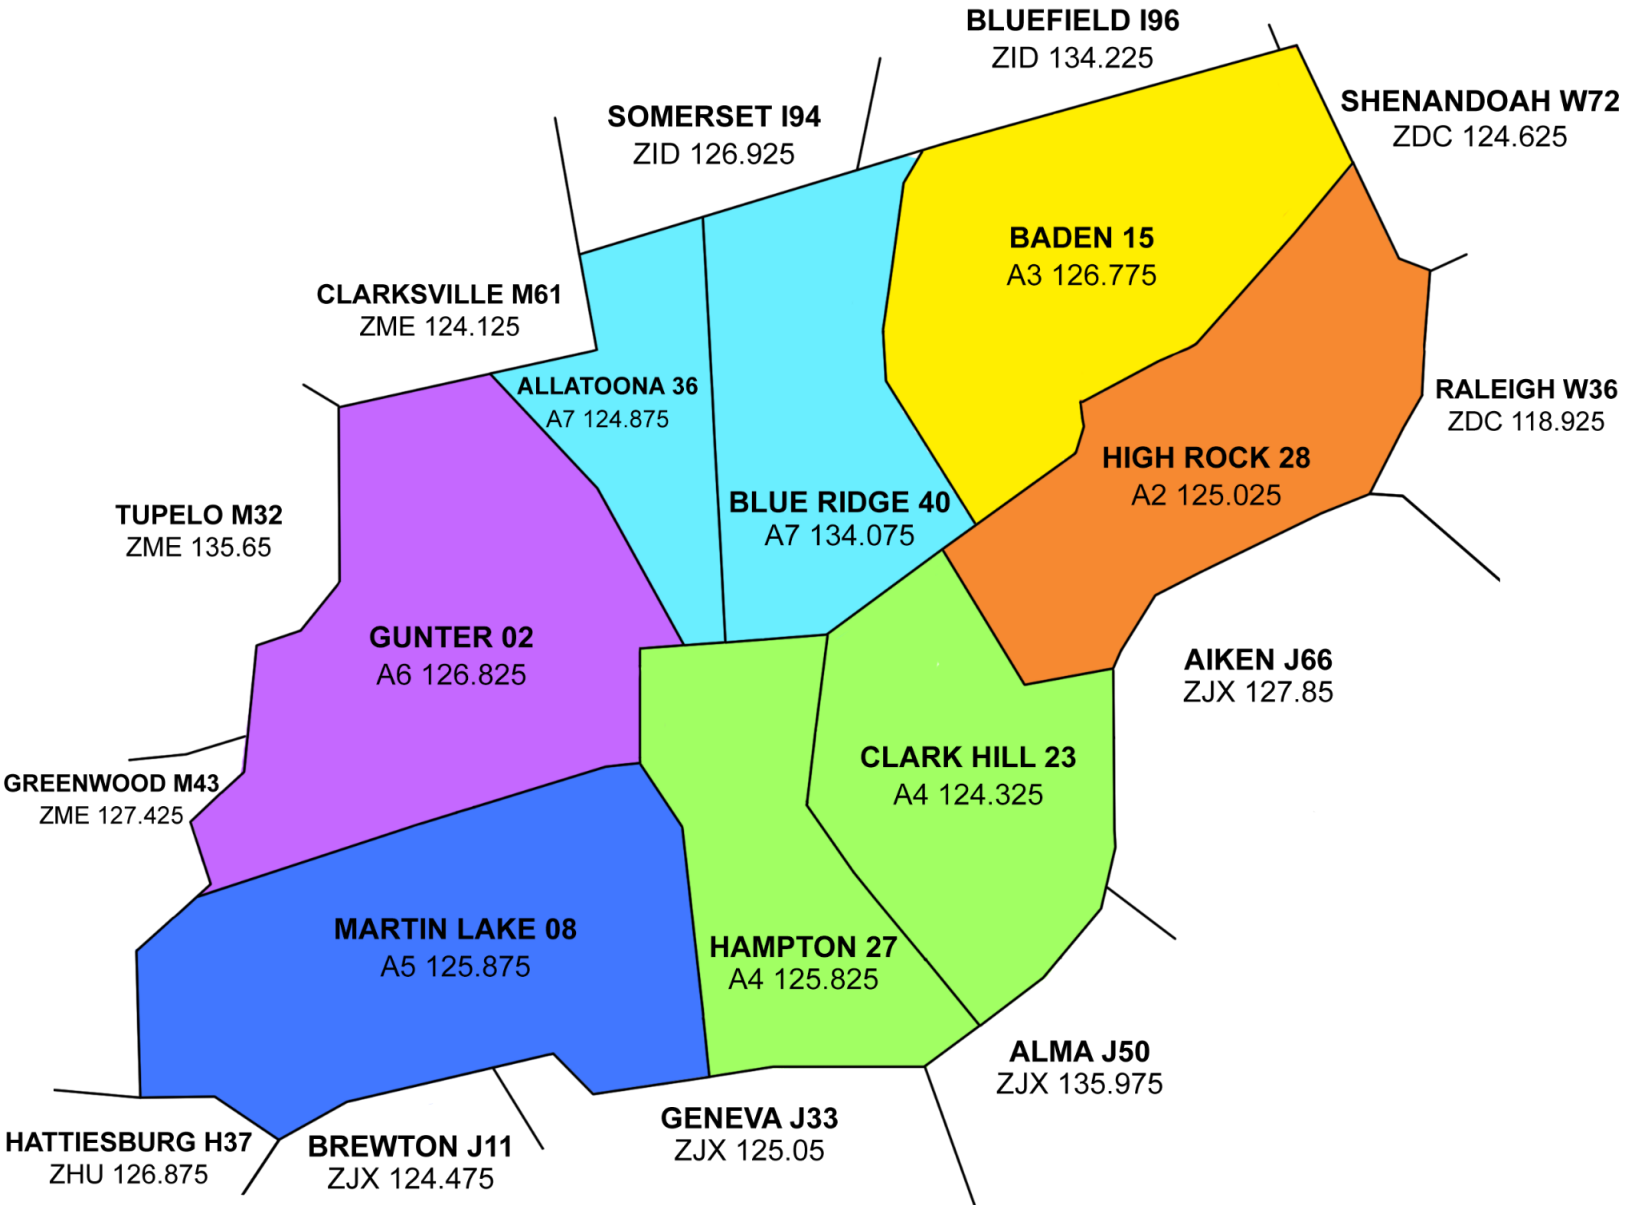 BLUEFIELD I96
ZID 134.225
SHENANDOAH W72
ZDC 124.625
SOMERSET I94
ZID 126.925
BADEN 15
A3 126.775
CLARKSVILLE M61
ZME 124.125
ALLATOONA 36
A7 124.875
RALEIGH W36
ZDC 118.925
HIGH ROCK 28
A2 125.025
BLUE RIDGE 40
A7 134.075
TUPELO M32
ZME 135.65
GUNTER 02
A6 126.825
AIKEN J66
ZJX 127.85
CLARK HILL 23
A4 124.325
GREENWOOD M43
ZME 127.425
MARTIN LAKE 08
A5 125.875
HAMPTON 27
A4 125.825
ALMA J50
ZJX 135.975
GENEVA J33
ZJX 125.05
HATTIESBURG H37
ZHU 126.875
BREWTON J11
ZJX 124.475